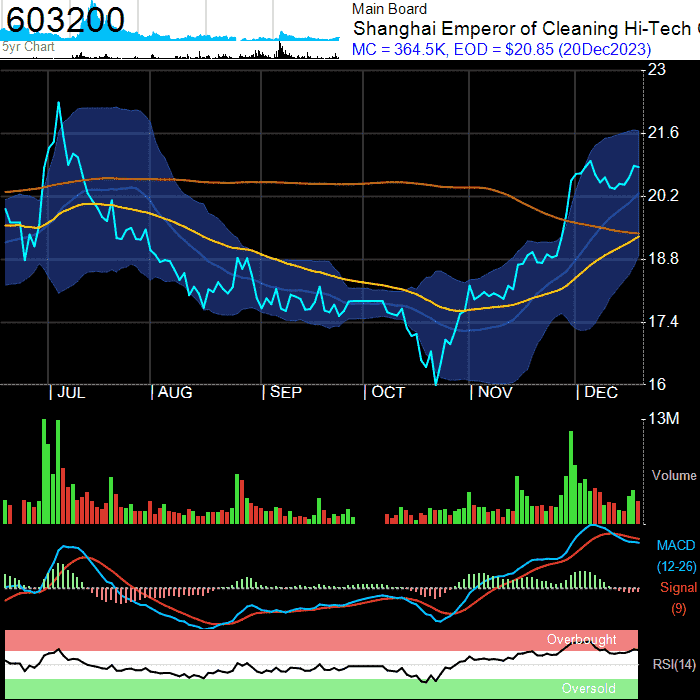 603200
5yr Chart
Main Board
Shanghai Emperor of Cleaning Hi-Tech
MC = 364.5K, EOD = $20.85 (20Dec2023)
23
21.6
20.2
18.8
17.4
16
| JUL | AUG | SEP | OCT | NOV | DEC
13M
Volume
MACD
(12-26)
Signal
(9)
Overbought
RSI(14)
Oversold